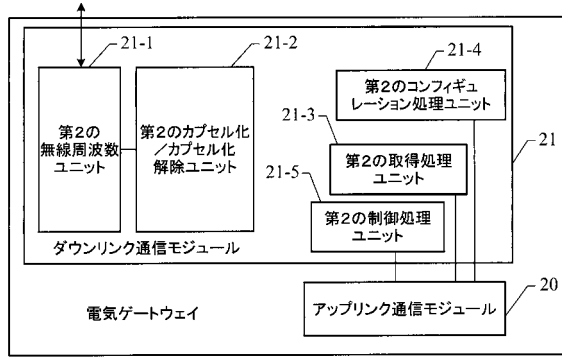 21-1
21-2
21-4
第2の
無線周波数
ユニット
第2のカプセル化
/カプセル化
解除ユニット
第2のコンフィギュ
レーション処理ユニット
21-3
第2の取得処理
ユニット
21
21-5
第2の制御処理
ユニット
ダウンリンク通信モジュール
電気ゲートウェイ
アップリンク通信モジュール
20